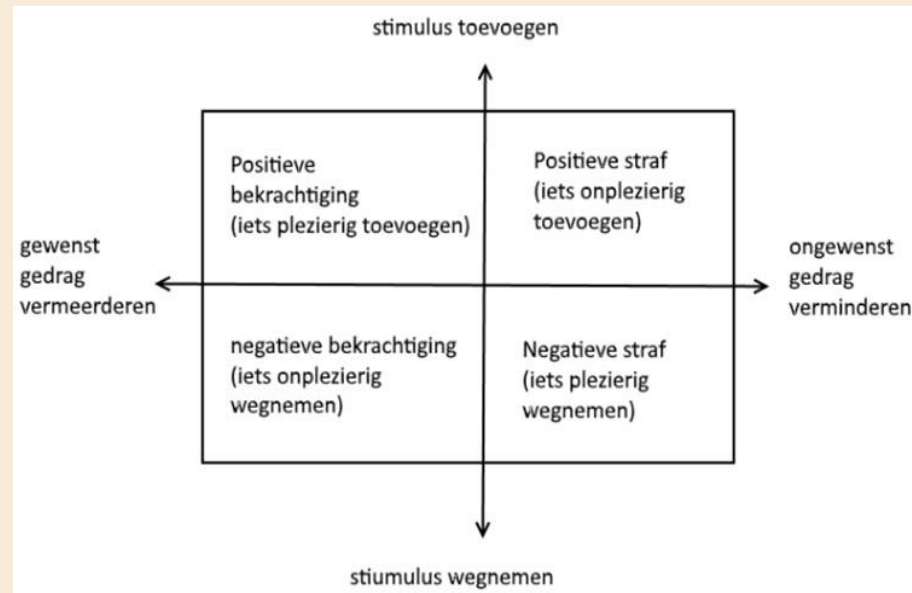 stimulus toevoegen
Positieve
bekrachtiging
(iets plezierig toevoegen)
Positieve straf
(iets onplezierig
toevoegen)
gewenst
gedrag
vermeerderen
ongewenst
gedrag
verminderen
negatieve bekrachtiging
(iets onplezierig
wegnemen)
Negatieve straf
(iets plezierig
wegnemen)
stiumulus wegnemen